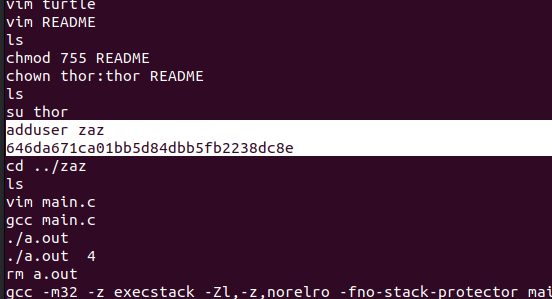 vim turtle
vim README
ls
chmod 755 README
chown thor:thor README
ls
su thor
adduser zaz
646da671ca01bb5d84dbb5fb2238dc8e
cd ../zaz
ls
vim main.c
gcc main.c
./a.out
./a.out  4
rm a.out
gcc -m32 -z execstack -Zl,-z,norelro -fno-stack-protector mai